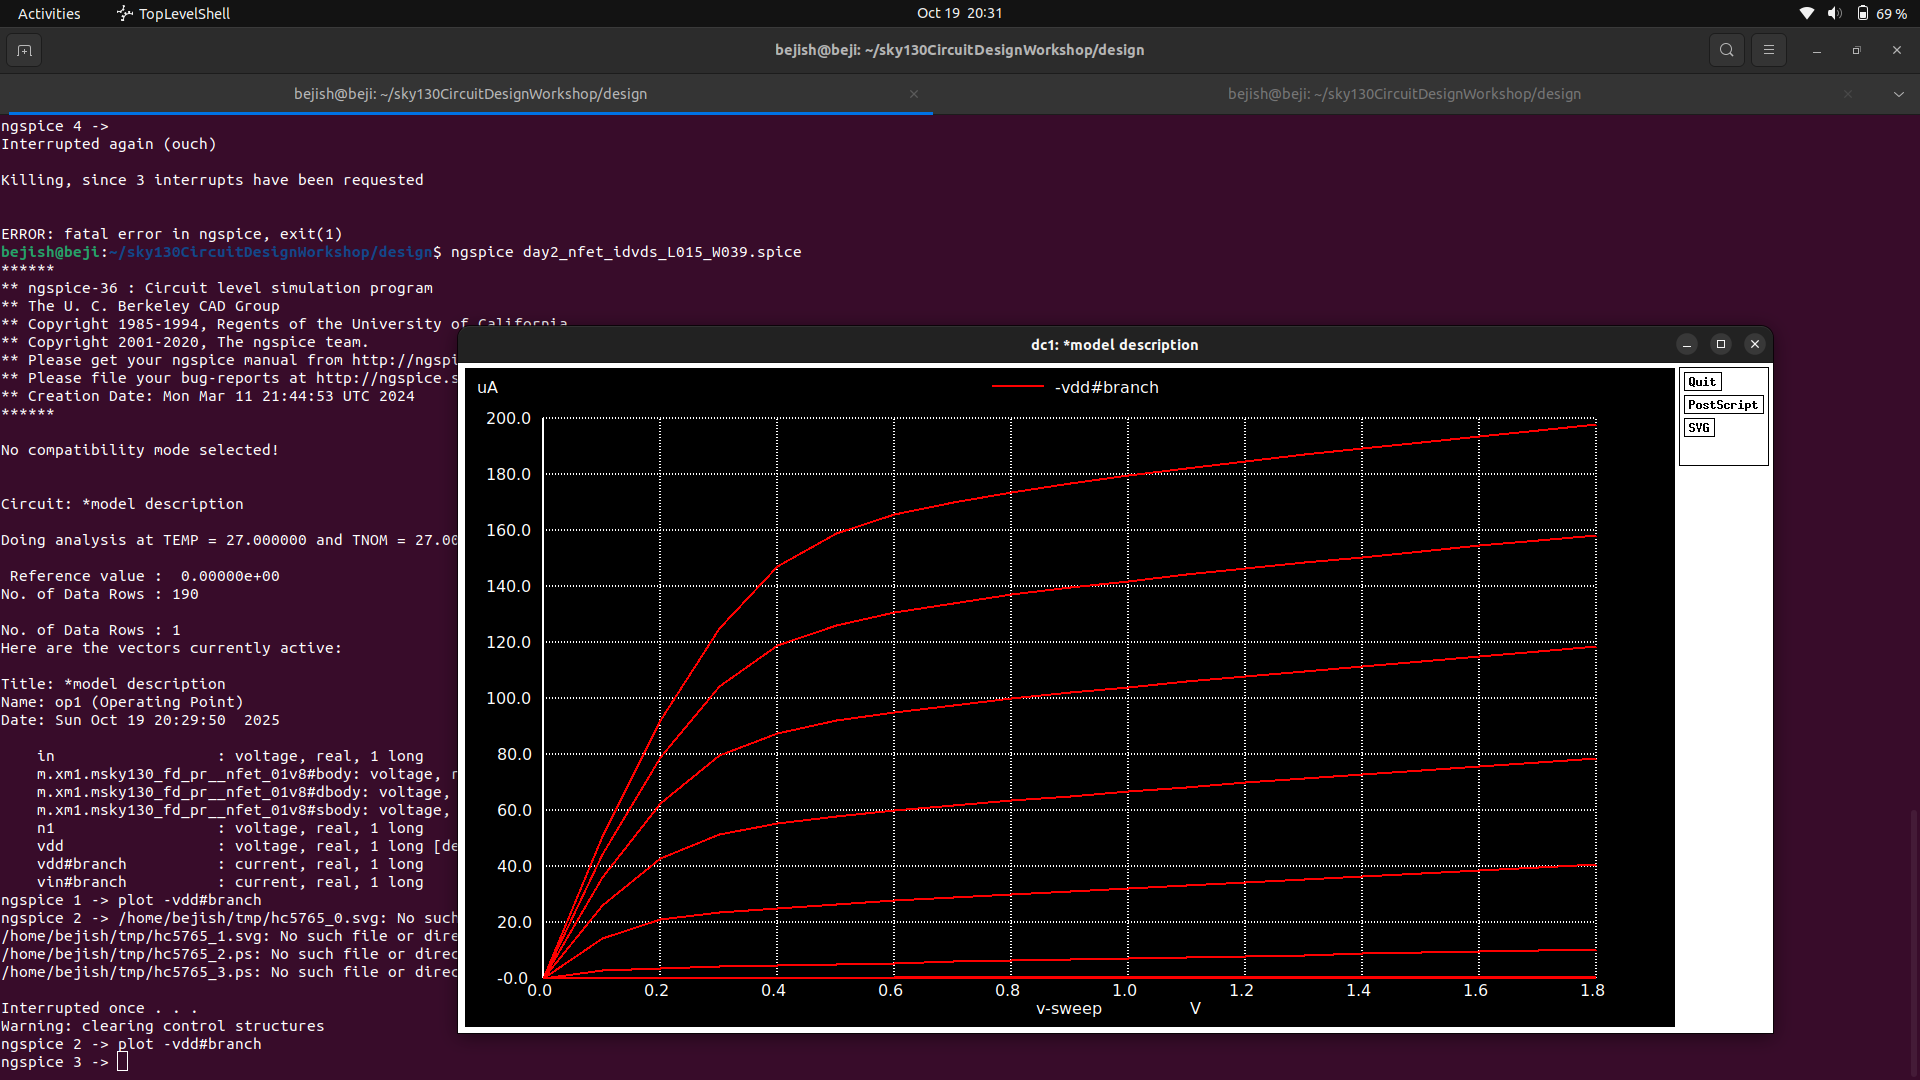 Activities TopLevelShell Oct 19 20:31 69 %
bejish@beji: ~/sky130CircuitDesignWorkshop/design
bejish@beji: ~/sky130CircuitDesignWorkshop/design bejish@beji: ~/sky130CircuitDesignWorkshop/design
ngspice 4 ->
Interrupted again (ouch)
Killing, since 3 interrupts have been requested
ERROR: fatal error in ngspice, exit(1)
bejish@beji:~/sky130CircuitDesignWorkshop/design$ ngspice day2_nfet_idvds_L015_W039.spice
******
** ngspice-36 : Circuit level simulation program
** The U. C. Berkeley CAD Group
** Copyright 1985-1994, Regents of the University of California
** Copyright 2001-2020, The ngspice team.
** Please get your ngspice manual from http://ngspi
** Please file your bug-reports at http://ngspice.s
** Creation Date: Mon Mar 11 21:44:53 UTC 2024
******
No compatibility mode selected!
Circuit: *model description
Doing analysis at TEMP = 27.000000 and TNOM = 27.00
Reference value : 0.00000e+00
No. of Data Rows : 190
No. of Data Rows : 1
Here are the vectors currently active:
Title: *model description
Name: op1 (Operating Point)
Date: Sun Oct 19 20:29:50 2025
in : voltage, real, 1 long
m.xm1.msky130_fd_pr__nfet_01v8#body: voltage, r
m.xm1.msky130_fd_pr__nfet_01v8#dbody: voltage,
m.xm1.msky130_fd_pr__nfet_01v8#sbody: voltage,
n1 : voltage, real, 1 long
vdd : voltage, real, 1 long [de
vdd#branch : current, real, 1 long
vin#branch : current, real, 1 long
ngspice 1 -> plot -vdd#branch
ngspice 2 -> /home/bejish/tmp/hc5765_0.svg: No such
/home/bejish/tmp/hc5765_1.svg: No such file or dire
/home/bejish/tmp/hc5765_2.ps: No such file or direc
/home/bejish/tmp/hc5765_3.ps: No such file or direc
Interrupted once . . .
Warning: clearing control structures
ngspice 2 -> plot -vdd#branch
ngspice 3 ->
dc1: *model description
uA -vdd#branch
Quit
PostScript
SVG
200.0
180.0
160.0
140.0
120.0
100.0
80.0
60.0
40.0
20.0
-0.0
0.0 0.2 0.4 0.6 0.8 1.0 1.2 1.4 1.6 1.8
v-sweep V